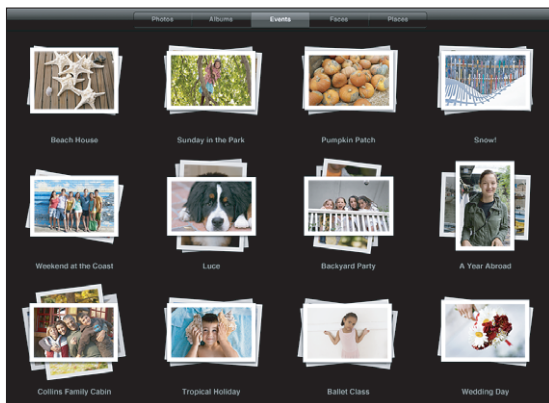 Photos Albums Events Faces Places
Beach House Sunday in the Park Pumpkin Patch Snow!
Weekend at the Coast Luce Backyard Party A Year Abroad
Collins Family Cabin Tropical Holiday Ballet Class Wedding Day